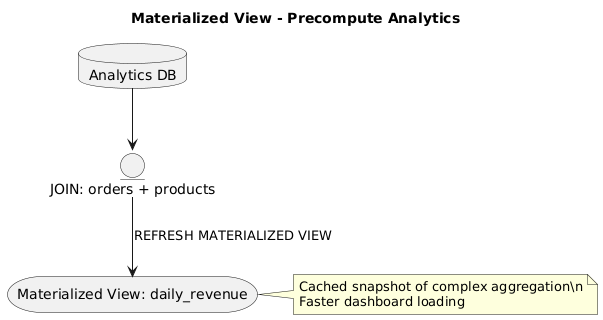 Materialized View - Precompute Analytics
Analytics DB
JOIN: orders + products
REFRESH MATERIALIZED VIEW
Materialized View: daily_revenue
Cached snapshot of complex aggregation\n
Faster dashboard loading